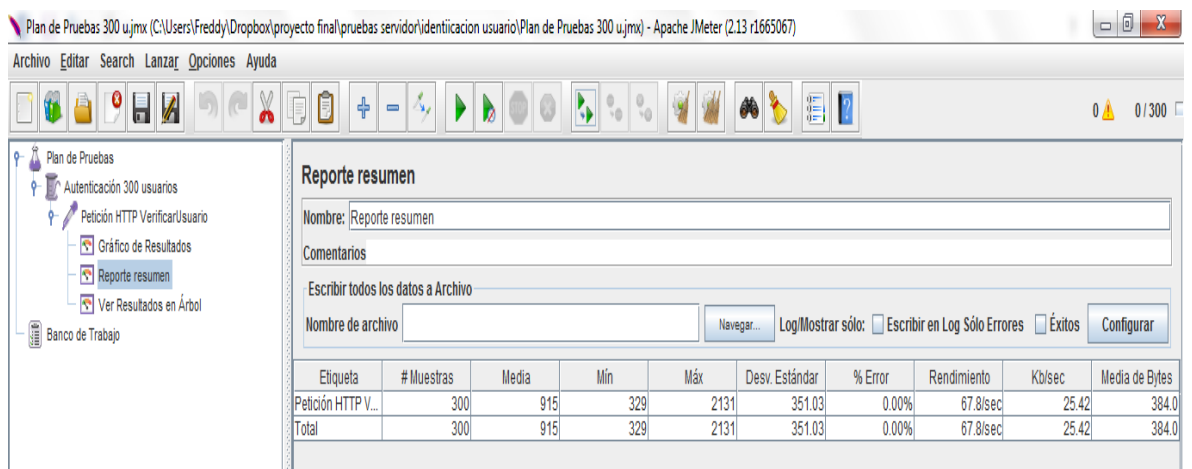 Plan de Pruebas 300 u.jmx (C:\Users\Freddy\Dropbox\proyecto final\pruebas servidor\identiicacion usuario\Plan de Pruebas 300 u.jmx) - Apache JMeter (2.13 r1665067)
Archivo Editar Search Lanzar Opciones Ayuda
0 0 / 300
Plan de Pruebas
Autenticación 300 usuarios
Petición HTTP VerificarUsuario
Gráfico de Resultados
Reporte resumen
Ver Resultados en Árbol
Banco de Trabajo
Reporte resumen
Nombre: Reporte resumen
Comentarios
Escribir todos los datos a Archivo
Nombre de archivo Navegar... Log/Mostrar sólo: Escribir en Log Sólo Errores Éxitos Configurar
Etiqueta # Muestras Media Mín Máx Desv. Estándar % Error Rendimiento Kb/sec Media de Bytes
Petición HTTP V... 300 915 329 2131 351.03 0.00% 67.8/sec 25.42 384.0
Total 300 915 329 2131 351.03 0.00% 67.8/sec 25.42 384.0